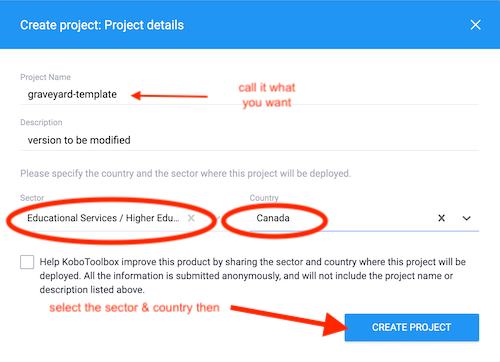 Create project: Project details
Project Name
graveyard-template
call it what
you want
Description
version to be modified
Please specify the country and the sector where this project will be deployed.
Sector
Country
Educational Services / Higher Edu...
Canada
Help KoboToolbox improve this product by sharing the sector and country where this project will be
deployed. All the information is submitted anonymously, and will not include the project name or
description listed above.
select the sector & country then
CREATE PROJECT